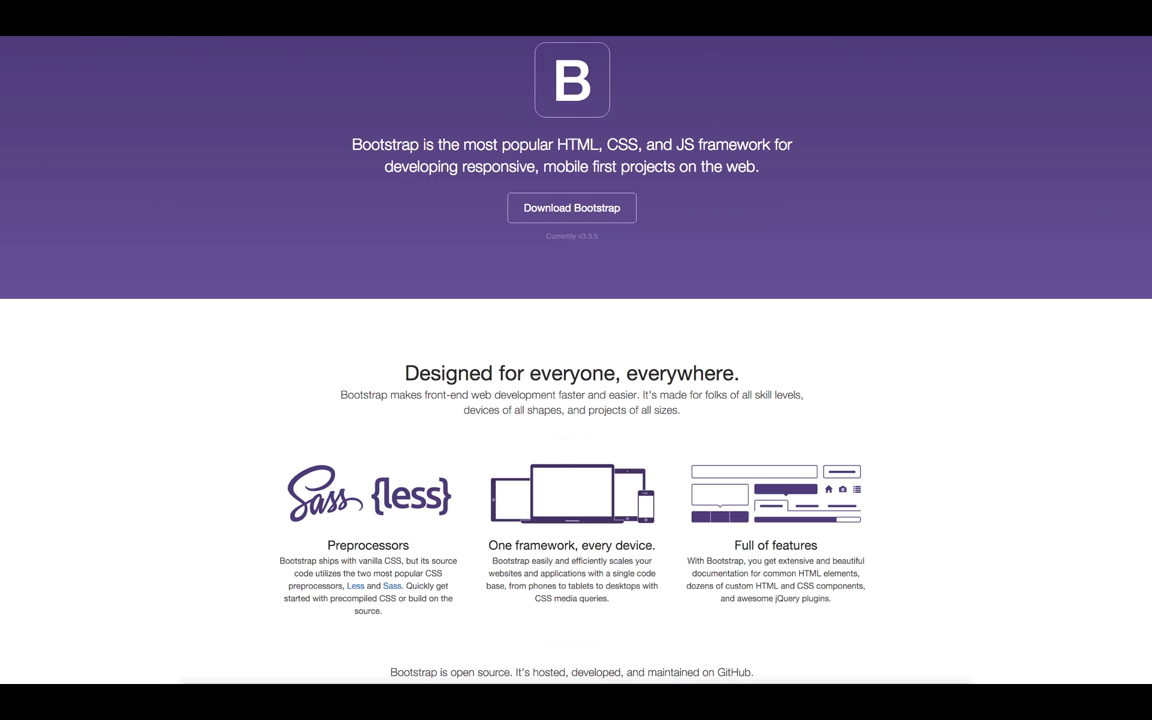 B
Bootstrap is the most popular HTML, CSS, and JS framework for
developing responsive, mobile first projects on the web.
Download Bootstrap
Currently v3.3.5
Designed for everyone, everywhere.
Bootstrap makes front-end web development faster and easier. It's made for folks of all skill levels,
devices of all shapes, and projects of all sizes.
Sass {less}
Preprocessors
Bootstrap ships with vanilla CSS, but its source
code utilizes the two most popular CSS
preprocessors, Less and Sass. Quickly get
started with precompiled CSS or build on the
source.
One framework, every device.
Bootstrap easily and efficiently scales your
websites and applications with a single code
base, from phones to tablets to desktops with
CSS media queries.
Full of features
With Bootstrap, you get extensive and beautiful
documentation for common HTML elements,
dozens of custom HTML and CSS components,
and awesome jQuery plugins.
Bootstrap is open source. It's hosted, developed, and maintained on GitHub.